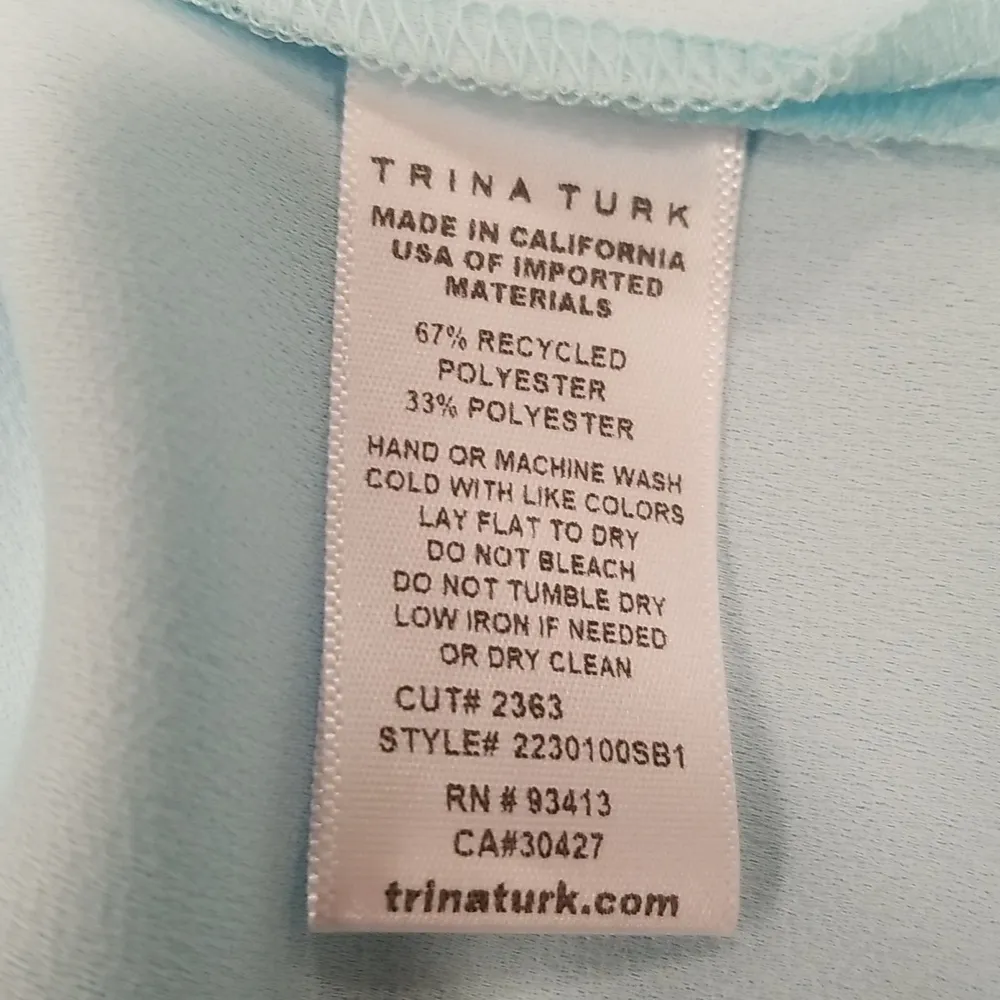 TRINA TURK
MADE IN CALIFORNIA
USA OF IMPORTED
MATERIALS
67% RECYCLED
POLYESTER
33% POLYESTER
HAND OR MACHINE WASH
COLD WITH LIKE COLORS
LAY FLAT TO DRY
DO NOT BLEACH
DO NOT TUMBLE DRY
LOW IRON IF NEEDED
OR DRY CLEAN
CUT# 2363
STYLE# 2230100SB1
RN # 93413
CA#30427
trinaturk.com